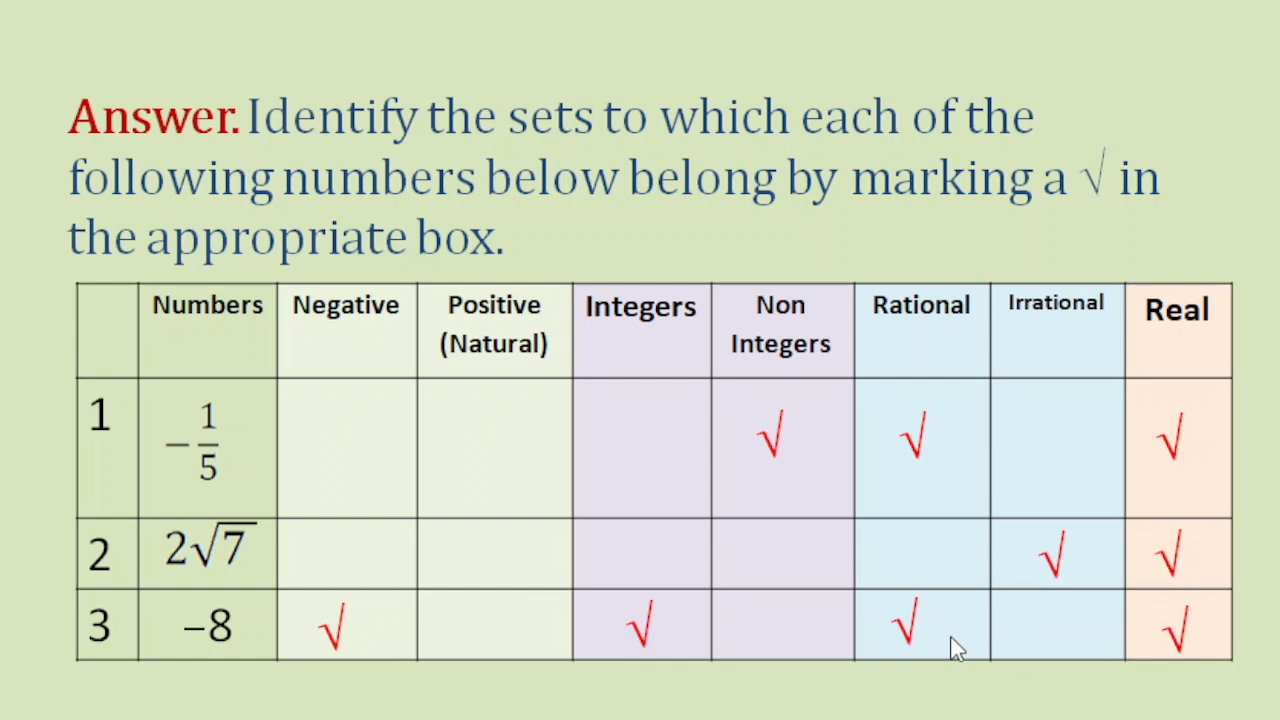 Answer. Identify the sets to which each of the
following numbers below belong by marking a √ in
the appropriate box.
Numbers Negative Positive (Natural) Integers Non Integers Rational Irrational Real
1 −1/5 √ √ √
2 2√7 √ √
3 –8 √ √ √ √